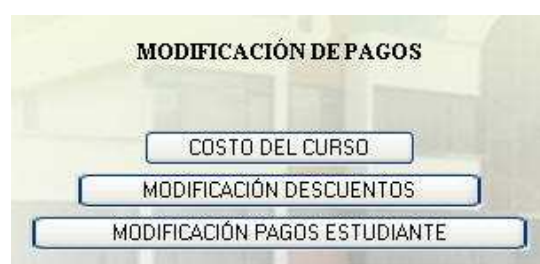 MODIFICACIÓN DE PAGOS
COSTO DEL CURSO
MODIFICACIÓN DESCUENTOS
MODIFICACIÓN PAGOS ESTUDIANTE